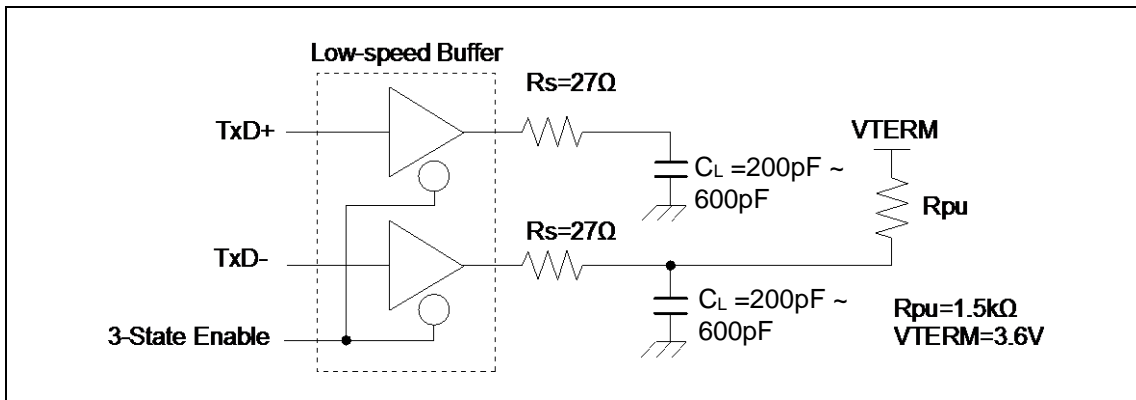 Low-speed Buffer
Rs=27Ω
TxD+
VTERM
CL =200pF ~
600pF
Rpu
Rs=27Ω
TxD-
CL =200pF ~
600pF
3-State Enable
Rpu=1.5kΩ
VTERM=3.6V